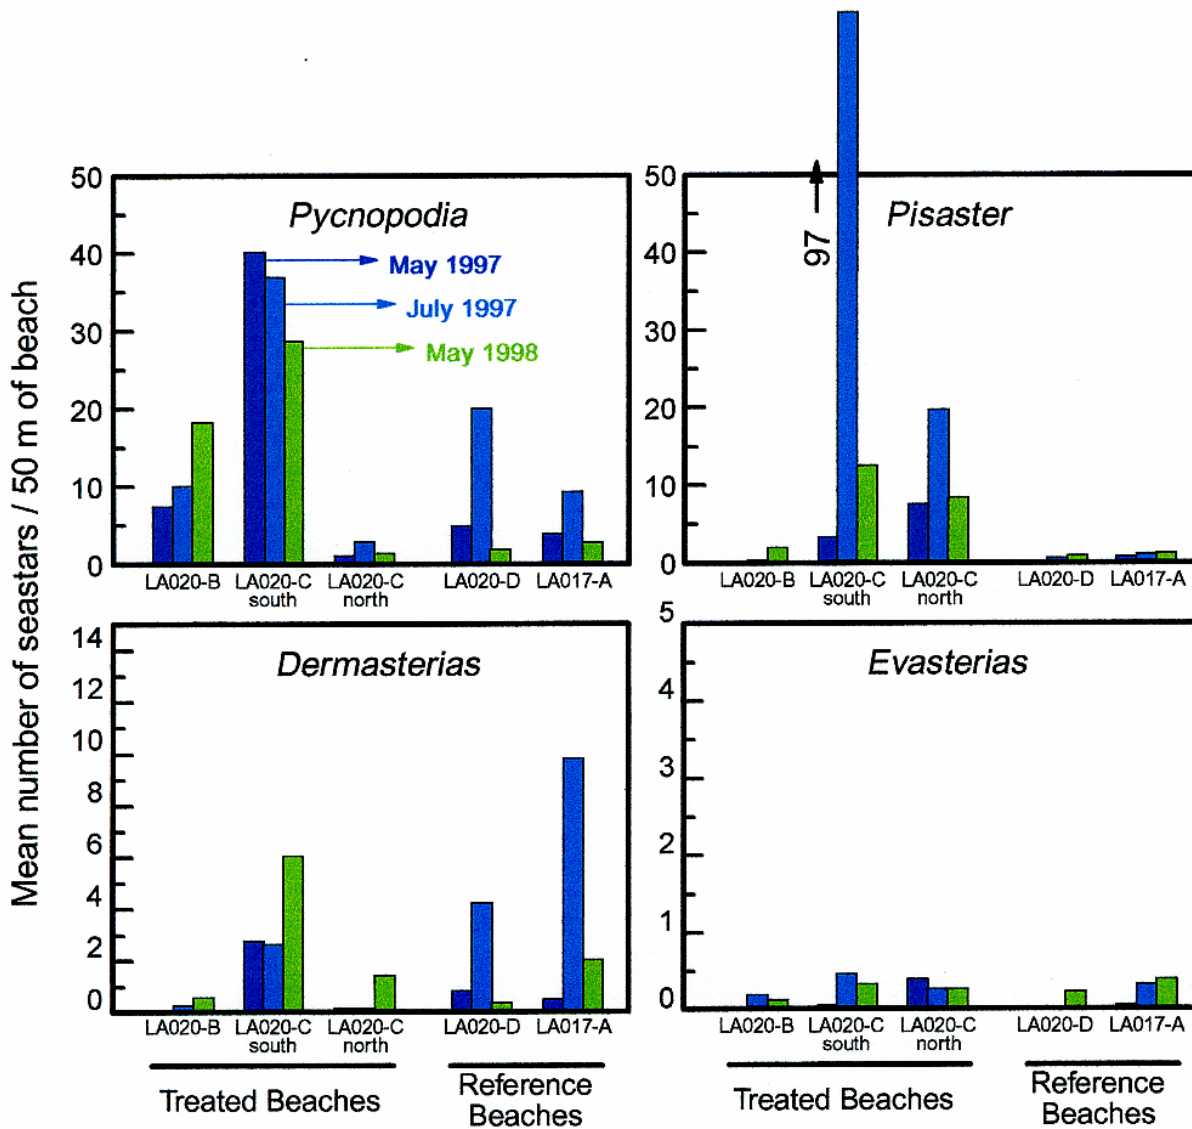 Mean number of seastars / 50 m of beach
50
40
30
20
10
0
Pycnopodia
May 1997
July 1997
May 1998
LA020-B
LA020-C
south
LA020-C
north
LA020-D
LA017-A
50
40
30
20
10
0
97
Pisaster
LA020-B
LA020-C
south
LA020-C
north
LA020-D
LA017-A
14
12
10
8
6
4
2
0
Dermasterias
LA020-B
LA020-C
south
LA020-C
north
LA020-D
LA017-A
Treated Beaches
Reference
Beaches
5
4
3
2
1
0
Evasterias
LA020-B
LA020-C
south
LA020-C
north
LA020-D
LA017-A
Treated Beaches
Reference
Beaches